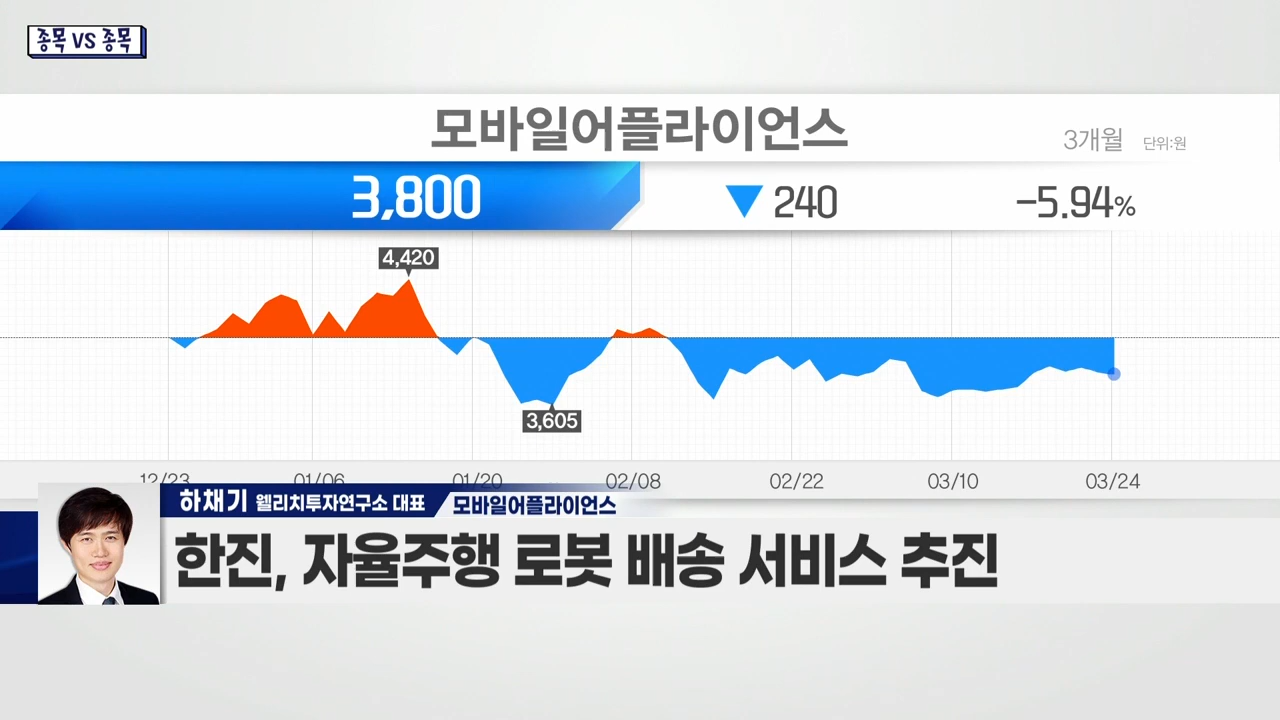 종목 VS 종목
모바일어플라이언스
3개월 단위:원
3,800 ▼ 240 -5.94%
4,420
3,605
12/23 01/06 01/20 02/08 02/22 03/10 03/24
하채기 웰리치투자연구소 대표 모바일어플라이언스
한진, 자율주행 로봇 배송 서비스 추진